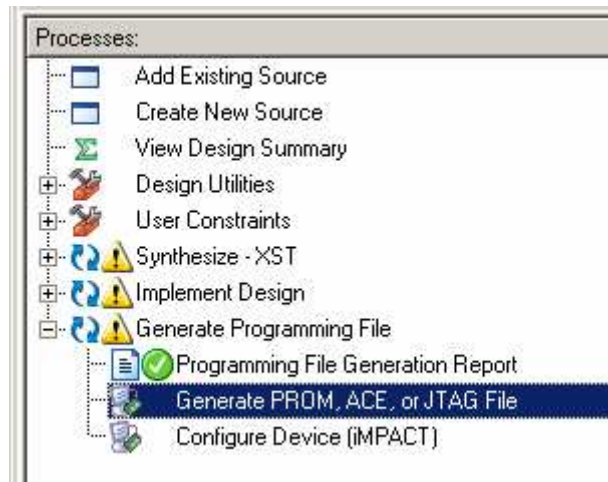 Processes:
Add Existing Source
Create New Source
View Design Summary
Design Utilities
User Constraints
Synthesize - XST
Implement Design
Generate Programming File
Programming File Generation Report
Generate PROM, ACE, or JTAG File
Configure Device (iMPACT)